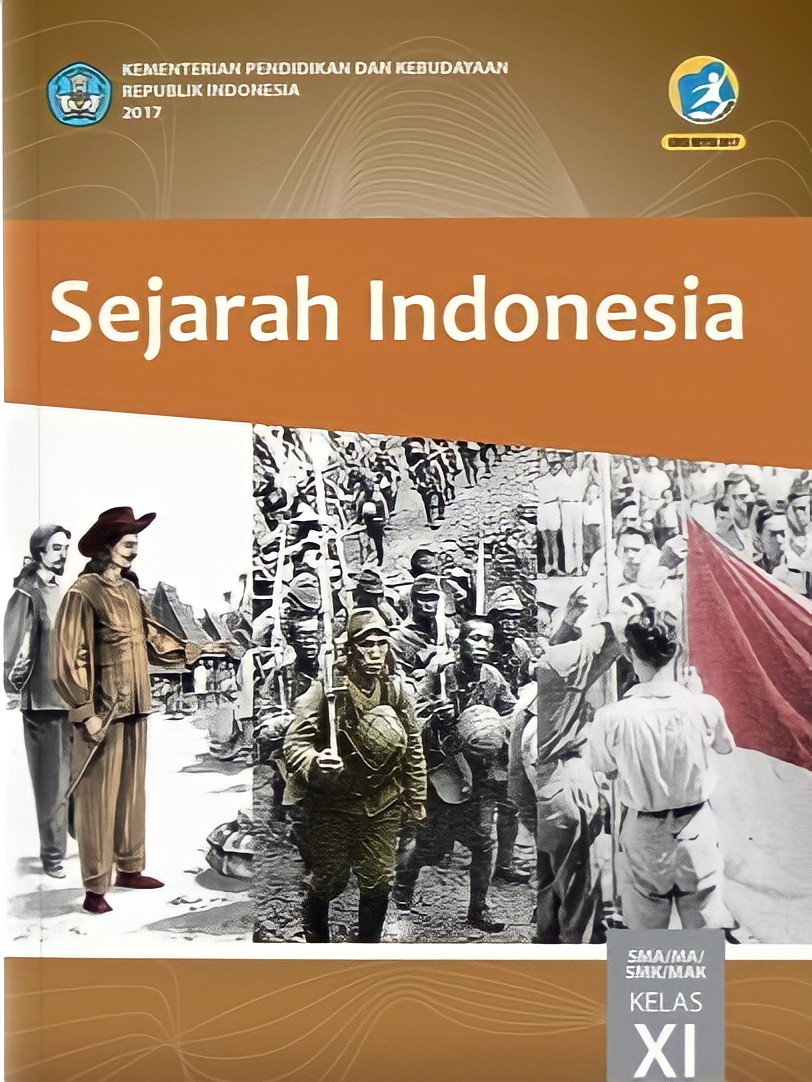 KEMENTERIAN PENDIDIKAN DAN KEBUDAYAAN
REPUBLIK INDONESIA
2017
Sejarah Indonesia
SMA/MA/
SMK/MAK
KELAS
XI